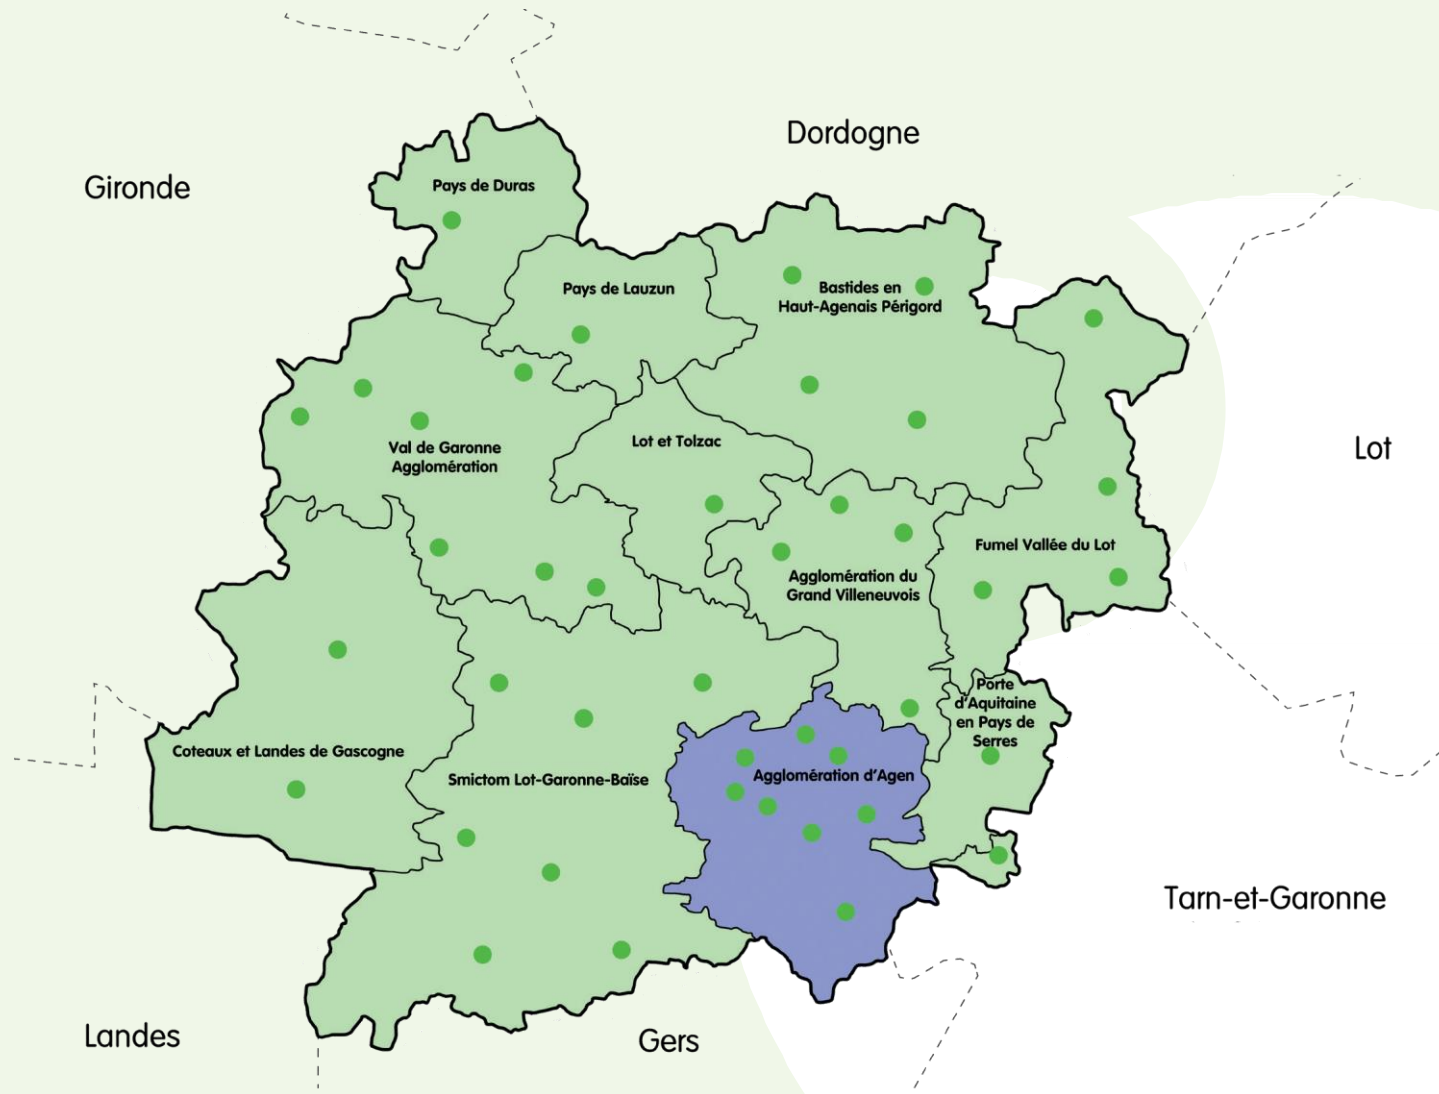 Dordogne
Gironde
Pays de Duras
Pays de Lauzun
Bastides en
Haut-Agenais Périgord
Val de Garonne
Agglomération
Lot et Tolzac
Lot
Fumel Vallée du Lot
Agglomération du
Grand Villeneuvois
Porte
d'Aquitaine
en Pays de
Serres
Coteaux et Landes de Gascogne
Smictom Lot-Garonne-Baïse
Agglomération d'Agen
Tarn-et-Garonne
Landes
Gers